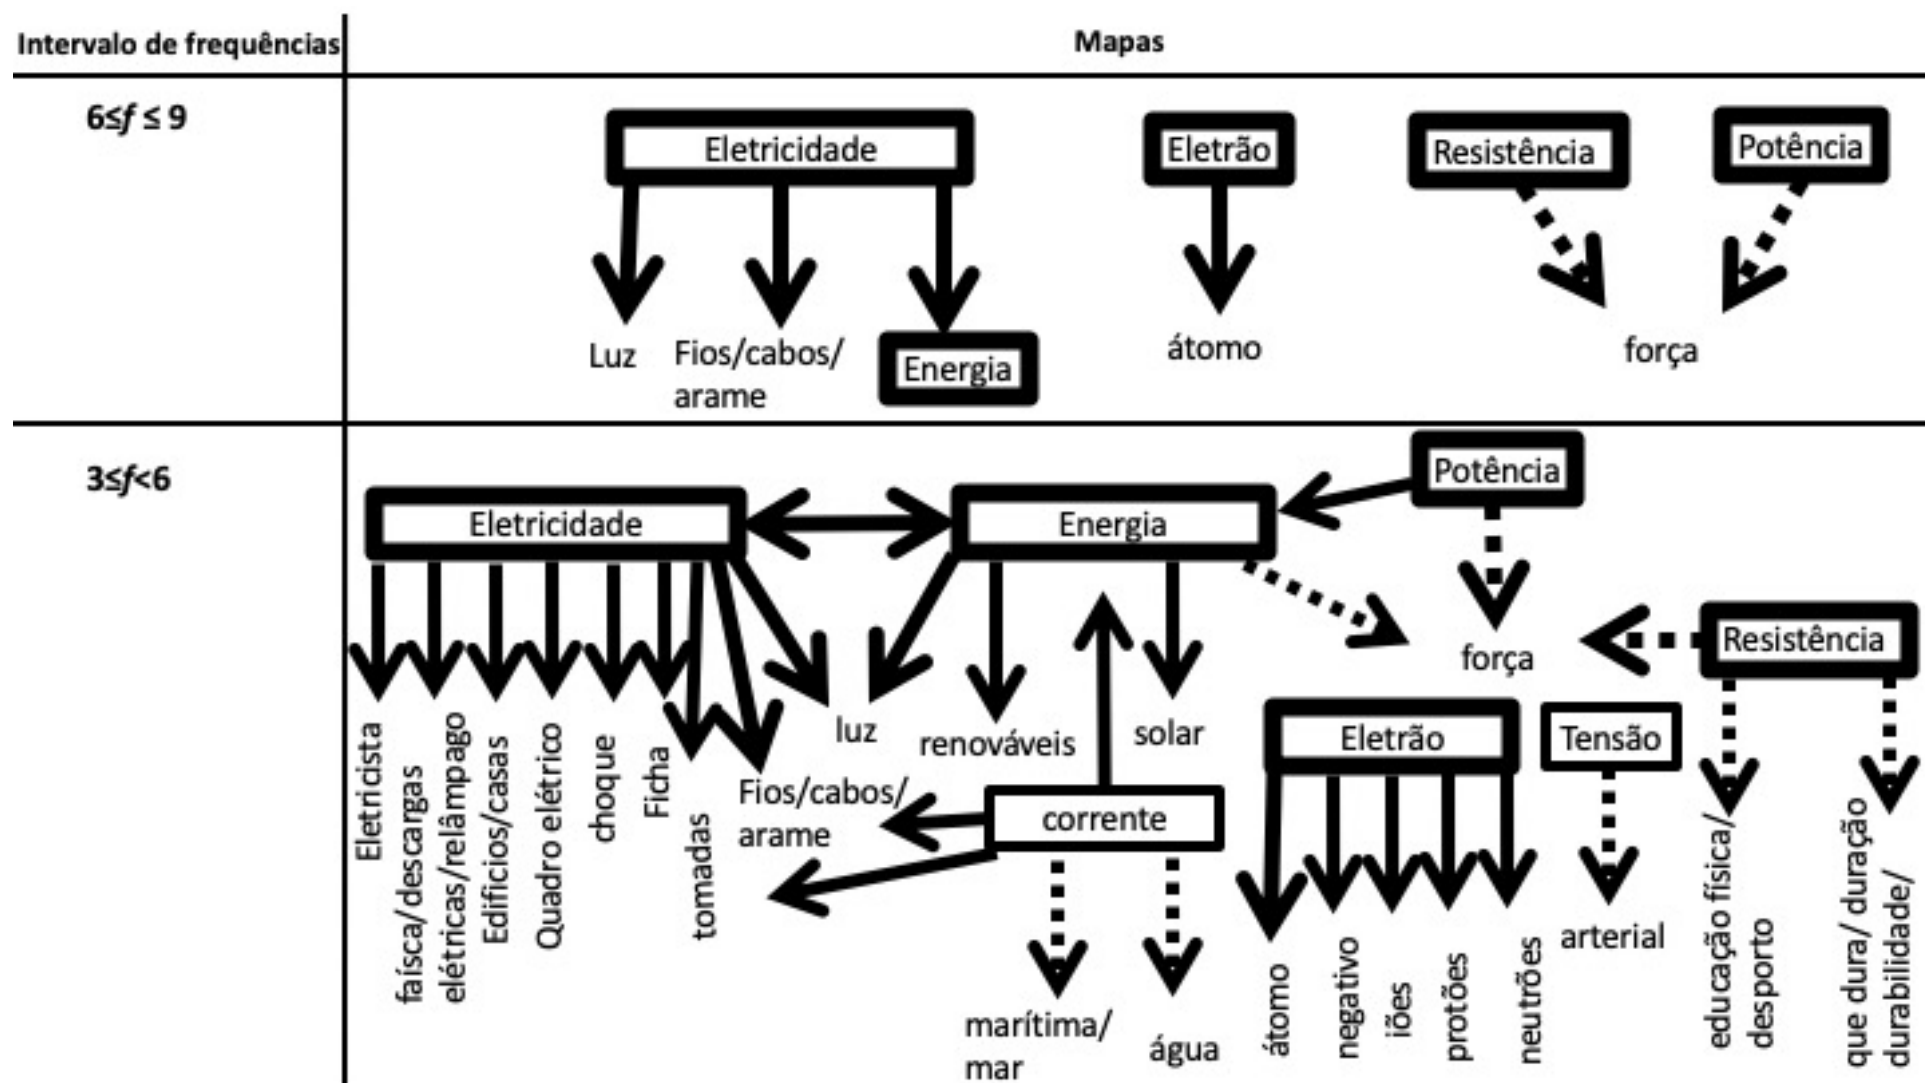 Intervalo de frequências
Mapas
6≤f ≤ 9
Eletricidade
Eletrão
Resistência
Potência
Luz
Fios/cabos/
arame
Energia
átomo
força
3≤f<6
Potência
Eletricidade
Energia
Resistência
força
luz
renováveis
solar
Eletrão
Tensão
Eletricista
faísca/descargas
elétricas/relâmpago
Edificios/casas
Quadro elétrico
choque
Ficha
tomadas
Fios/cabos/
arame
corrente
marítima/
mar
água
átomo
negativo
iões
protões
neutrões
arterial
educação física/
desporto
que dura/ duração
durabilidade/